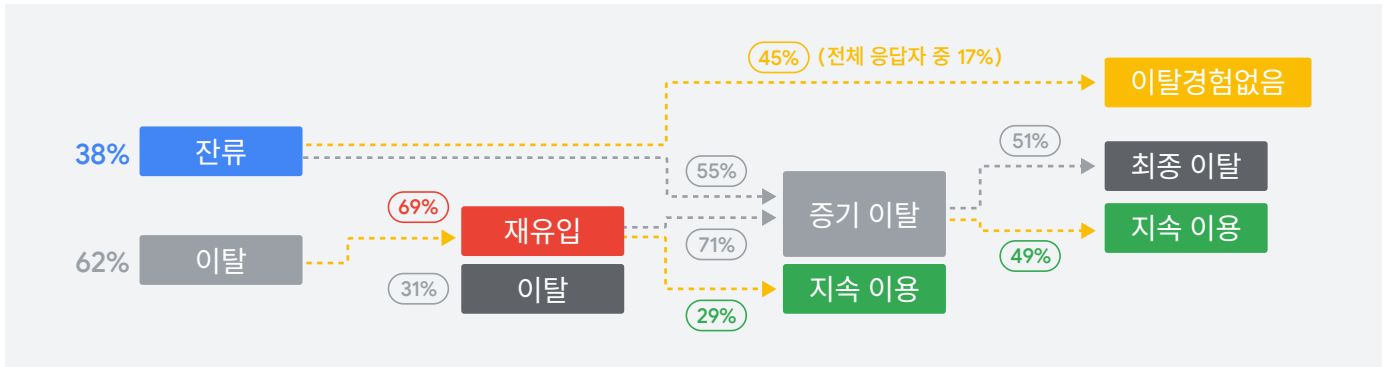 45% (전체 응답자 중 17%)
이탈경험없음
38% 잔류
55%
51%
최종 이탈
69%
재유입
증기 이탈
지속 이용
62% 이탈
71%
49%
31%
이탈
지속 이용
29%